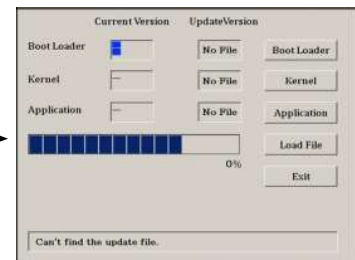 Current Version UpdateVersion
Boot Loader No File Boot Loader
Kernel — No File Kernel
Application — No File Application
Load File
0%
Exit
Can't find the update file.